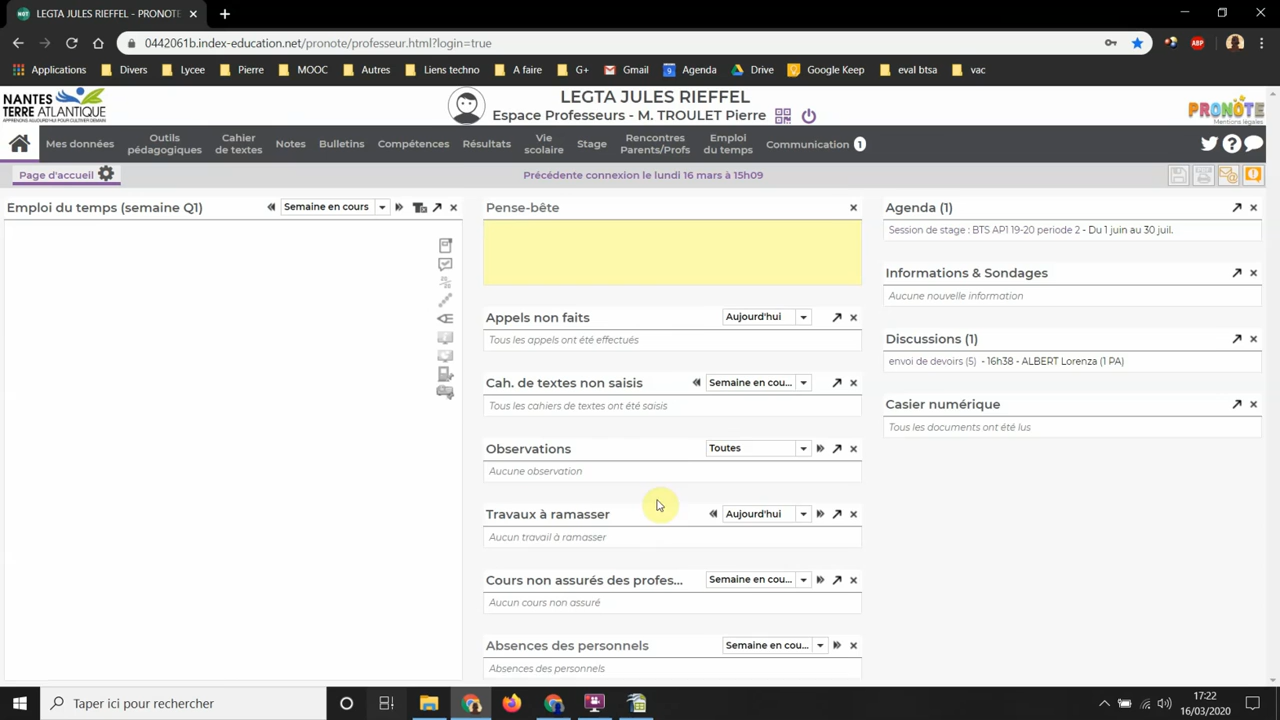 LEGTA JULES RIEFFEL - PRONOTE
0442061b.index-education.net/pronote/professeur.html?login=true
ABP
Applications Divers Lycee Pierre MOOC Autres Liens techno A faire G+ Gmail 9 Agenda Drive Google Keep eval btsa vac
NANTES
TERRE ATLANTIQUE
LEGTA JULES RIEFFEL
Espace Professeurs - M. TROULET Pierre
PRONOTE
Mentions légales
Mes données
Outils pédagogiques
Cahier de textes
Notes
Bulletins
Compétences
Résultats
Vie scolaire
Stage
Rencontres Parents/Profs
Emploi du temps
Communication 1
Page d'accueil
Précédente connexion le lundi 16 mars à 15h09
Emploi du temps (semaine Q1) Semaine en cours
Pense-bête
Appels non faits Aujourd'hui
Tous les appels ont été effectués
Cah. de textes non saisis Semaine en cou...
Tous les cahiers de textes ont été saisis
Observations Toutes
Aucune observation
Travaux à ramasser Aujourd'hui
Aucun travail à ramasser
Cours non assurés des profes... Semaine en cou...
Aucun cours non assuré
Absences des personnels Semaine en cou...
Absences des personnels
Agenda (1)
Session de stage : BTS AP1 19-20 periode 2 - Du 1 juin au 30 juil.
Informations & Sondages
Aucune nouvelle information
Discussions (1)
envoi de devoirs (5) - 16h38 - ALBERT Lorenza (1 PA)
Casier numérique
Tous les documents ont été lus
Taper ici pour rechercher
17:22
16/03/2020